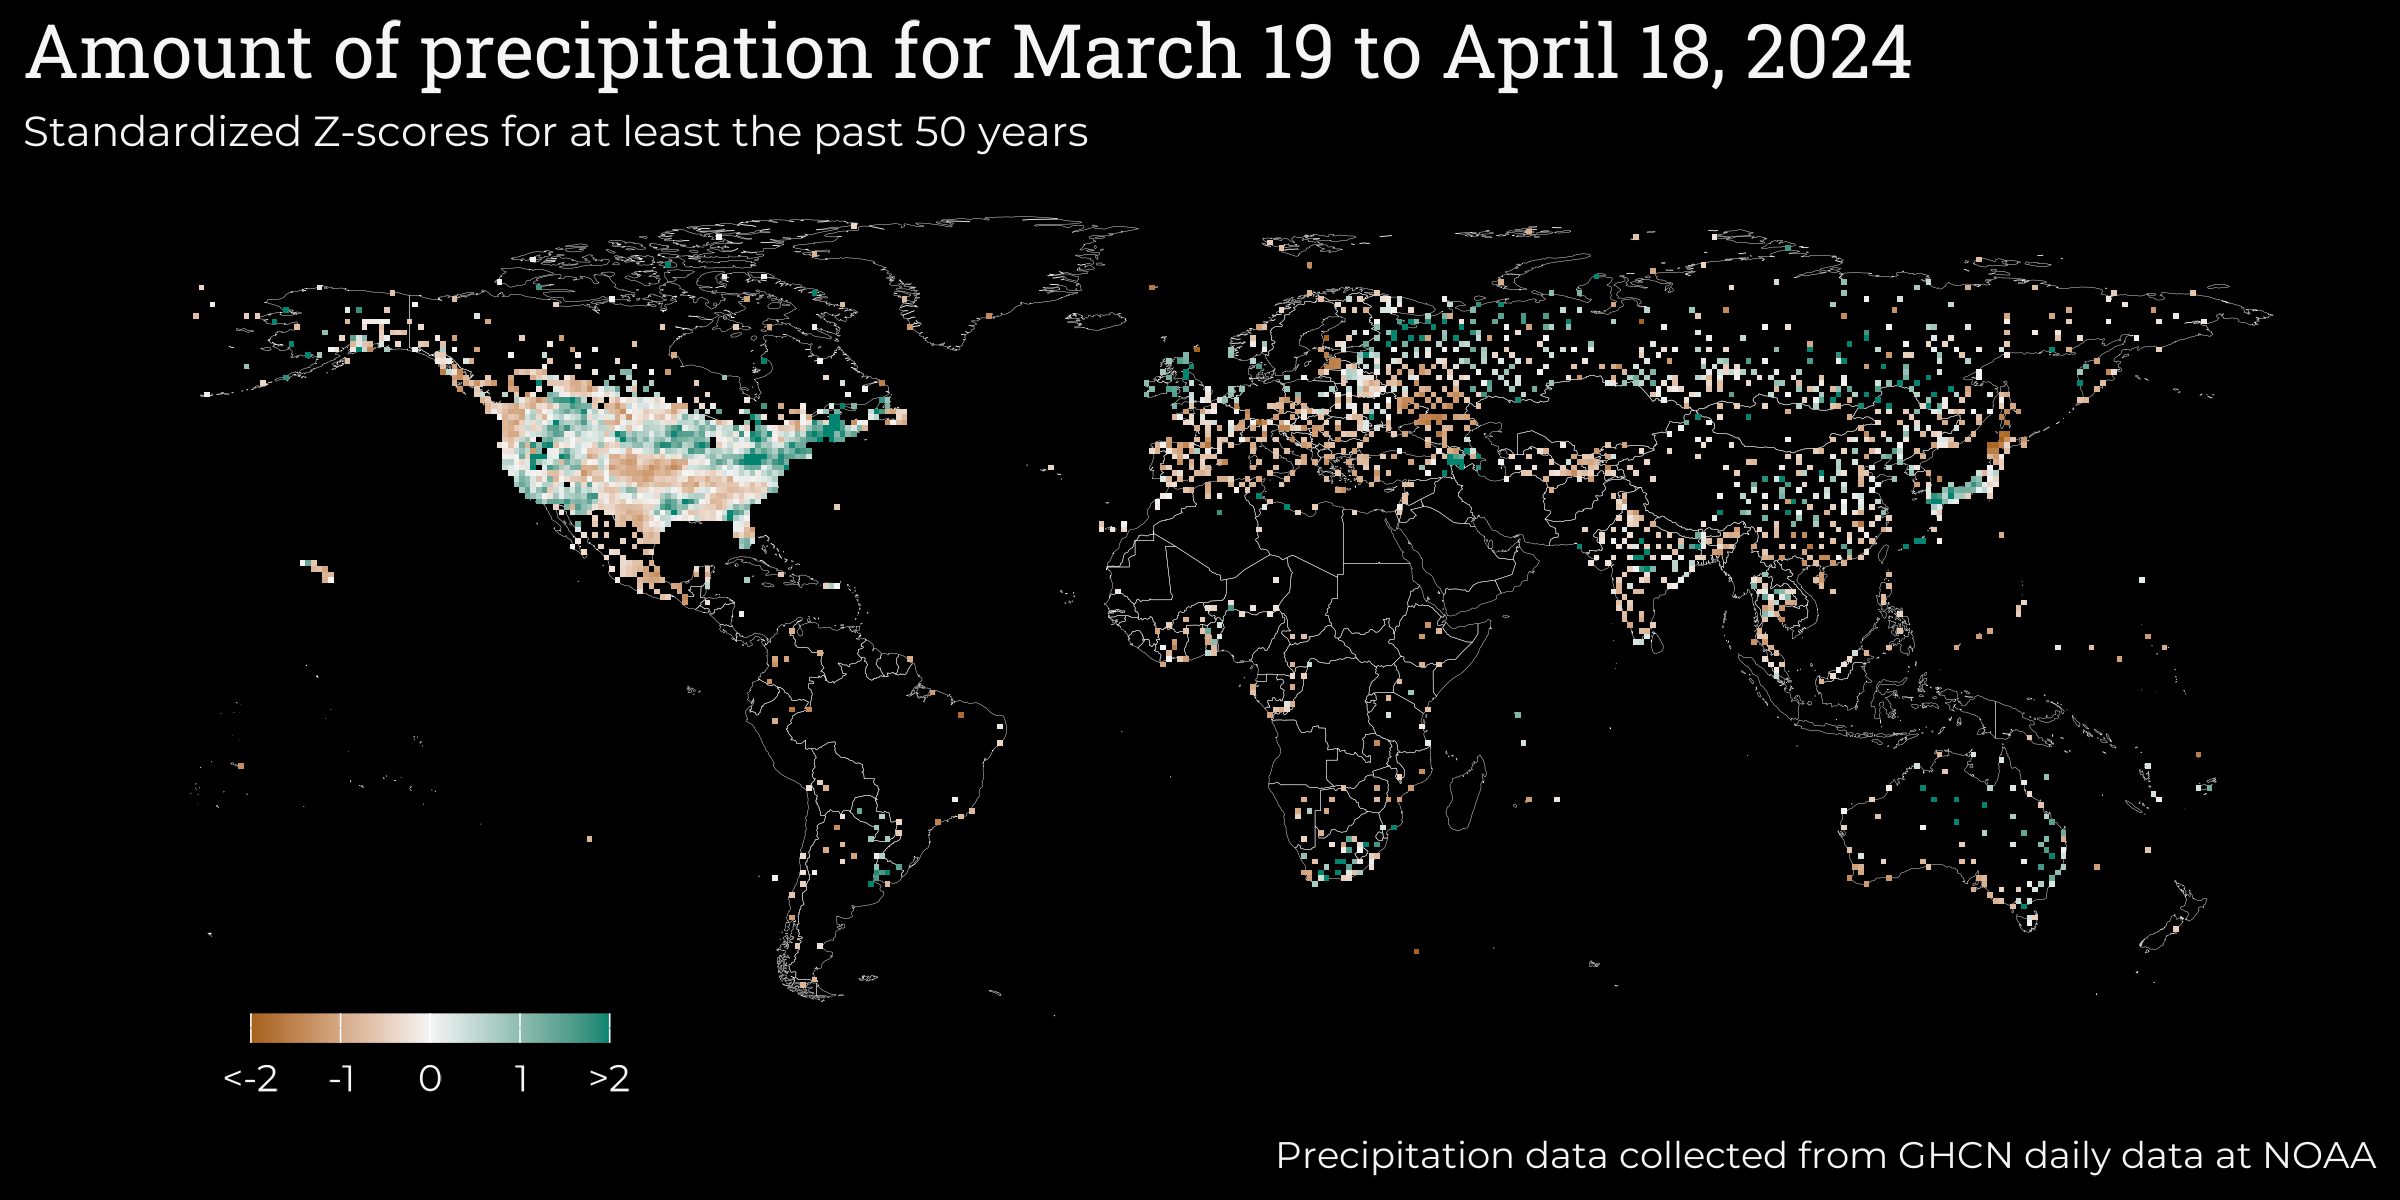 Amount of precipitation for March 19 to April 18, 2024
Standardized Z-scores for at least the past 50 years
<-2 -1 0 1 >2
Precipitation data collected from GHCN daily data at NOAA